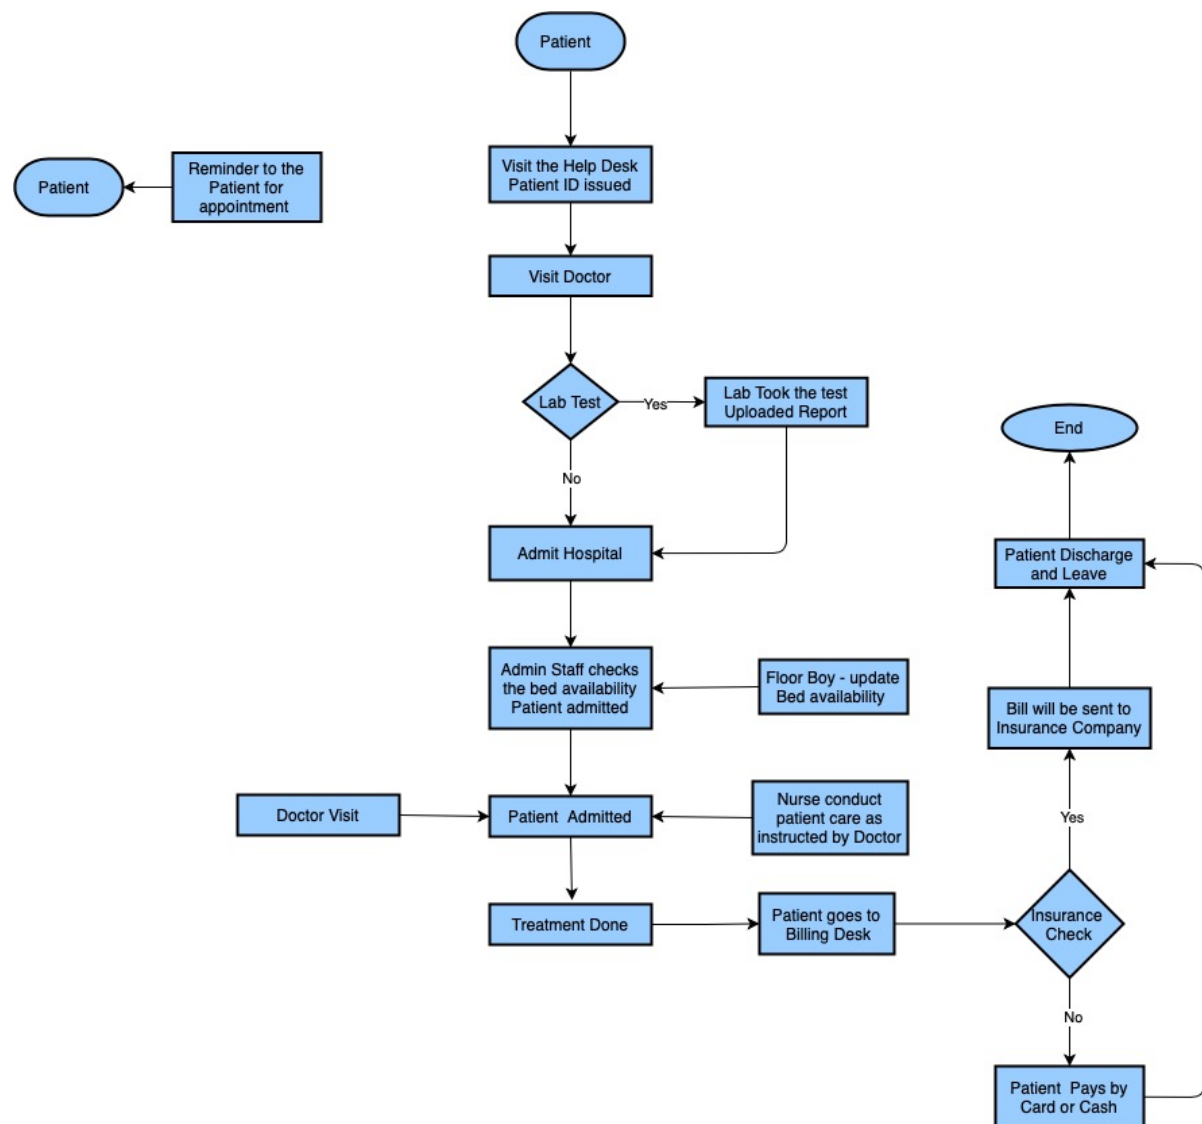 Patient
Visit the Help Desk
Patient ID issued
Patient
Reminder to the
Patient for
appointment
Visit Doctor
Lab Test
Yes
Lab Took the test
Uploaded Report
No
Admit Hospital
Admin Staff checks
the bed availability
Patient admitted
Floor Boy - update
Bed availability
Doctor Visit
Patient Admitted
Nurse conduct
patient care as
instructed by Doctor
Treatment Done
Patient goes to
Billing Desk
Insurance
Check
Yes
Bill will be sent to
Insurance Company
Patient Discharge
and Leave
End
No
Patient Pays by
Card or Cash